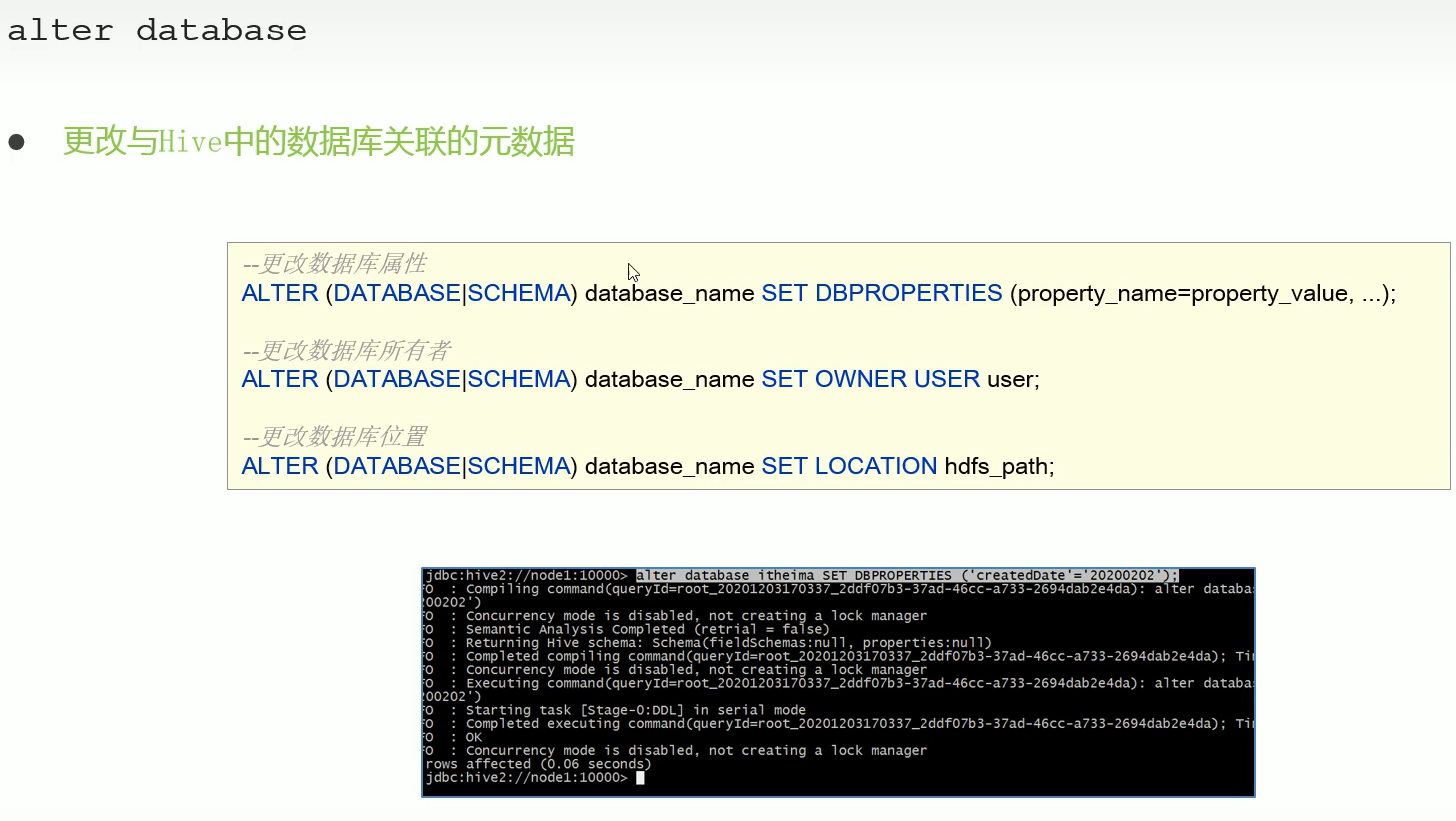 alter database
● 更改与Hive中的数据库关联的元数据
--更改数据库属性
ALTER (DATABASE|SCHEMA) database_name SET DBPROPERTIES (property_name=property_value, ...);
--更改数据库所有者
ALTER (DATABASE|SCHEMA) database_name SET OWNER USER user;
--更改数据库位置
ALTER (DATABASE|SCHEMA) database_name SET LOCATION hdfs_path;
jdbc:hive2://node1:10000> alter database itheima SET DBPROPERTIES ('createdDate'='20200202');
FO  : Compiling command(queryId=root_20201203170337_2ddf07b3-37ad-46cc-a733-2694dab2e4da): alter databa
200202')
FO  : Concurrency mode is disabled, not creating a lock manager
FO  : Semantic Analysis Completed (retrial = false)
FO  : Returning Hive schema: Schema(fieldSchemas:null, properties:null)
FO  : Completed compiling command(queryId=root_20201203170337_2ddf07b3-37ad-46cc-a733-2694dab2e4da); Ti
FO  : Concurrency mode is disabled, not creating a lock manager
FO  : Executing command(queryId=root_20201203170337_2ddf07b3-37ad-46cc-a733-2694dab2e4da): alter databa
200202')
FO  : Starting task [Stage-0:DDL] in serial mode
FO  : Completed executing command(queryId=root_20201203170337_2ddf07b3-37ad-46cc-a733-2694dab2e4da); Ti
FO  : OK
FO  : Concurrency mode is disabled, not creating a lock manager
rows affected (0.06 seconds)
jdbc:hive2://node1:10000>